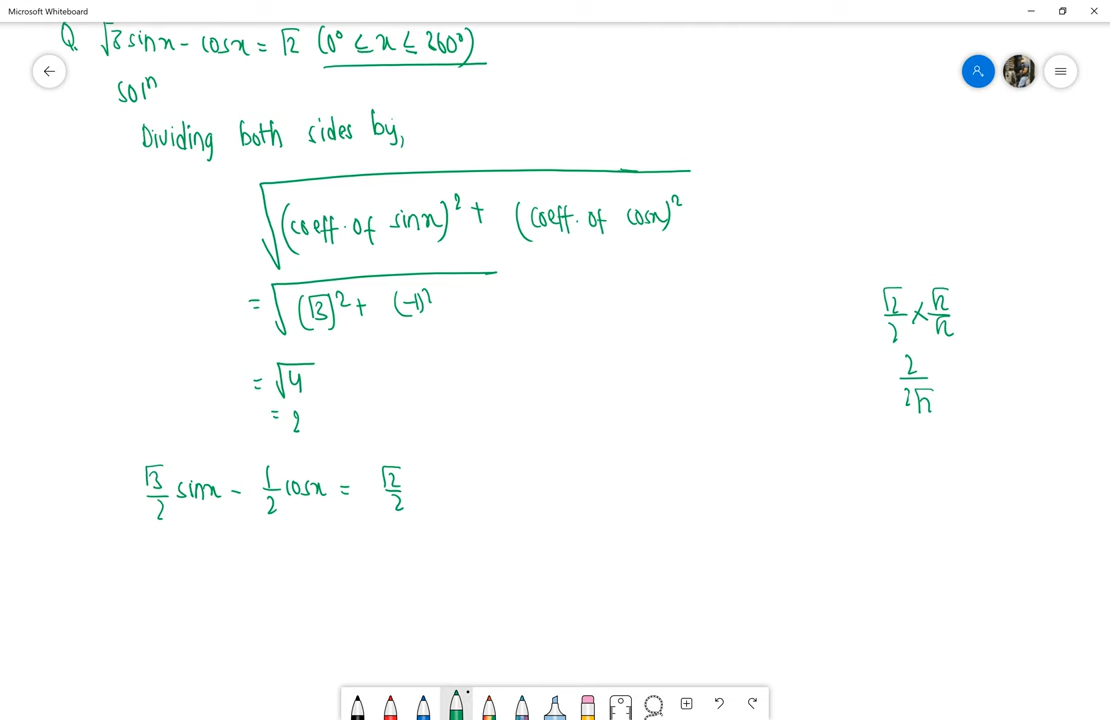 Microsoft Whiteboard
Q. √3 sinx - cosx = √2 (0° ≤ x ≤ 360°)
solⁿ
Dividing both sides by,
√((coeff. of sinx)² + (coeff. of cosx)²)
= √((√3)² + (-1)²)
= √4
= 2
√3/2 sinx - 1/2 cosx = √2/2
√2/2 × √2/√2
2/2√2